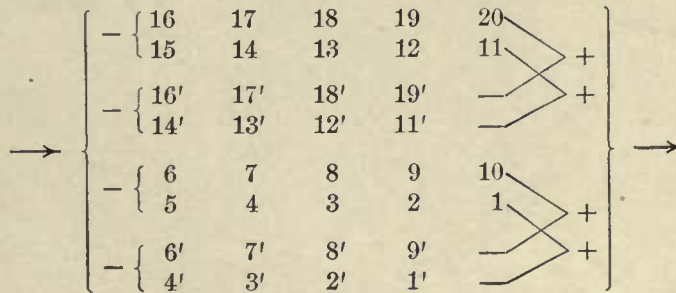 − { 16 17 18 19 20
15 14 13 12 11 +
− { 16' 17' 18' 19' — +
14' 13' 12' 11' —
→ →
− { 6 7 8 9 10
5 4 3 2 1 +
− { 6' 7' 8' 9' — +
4' 3' 2' 1' —